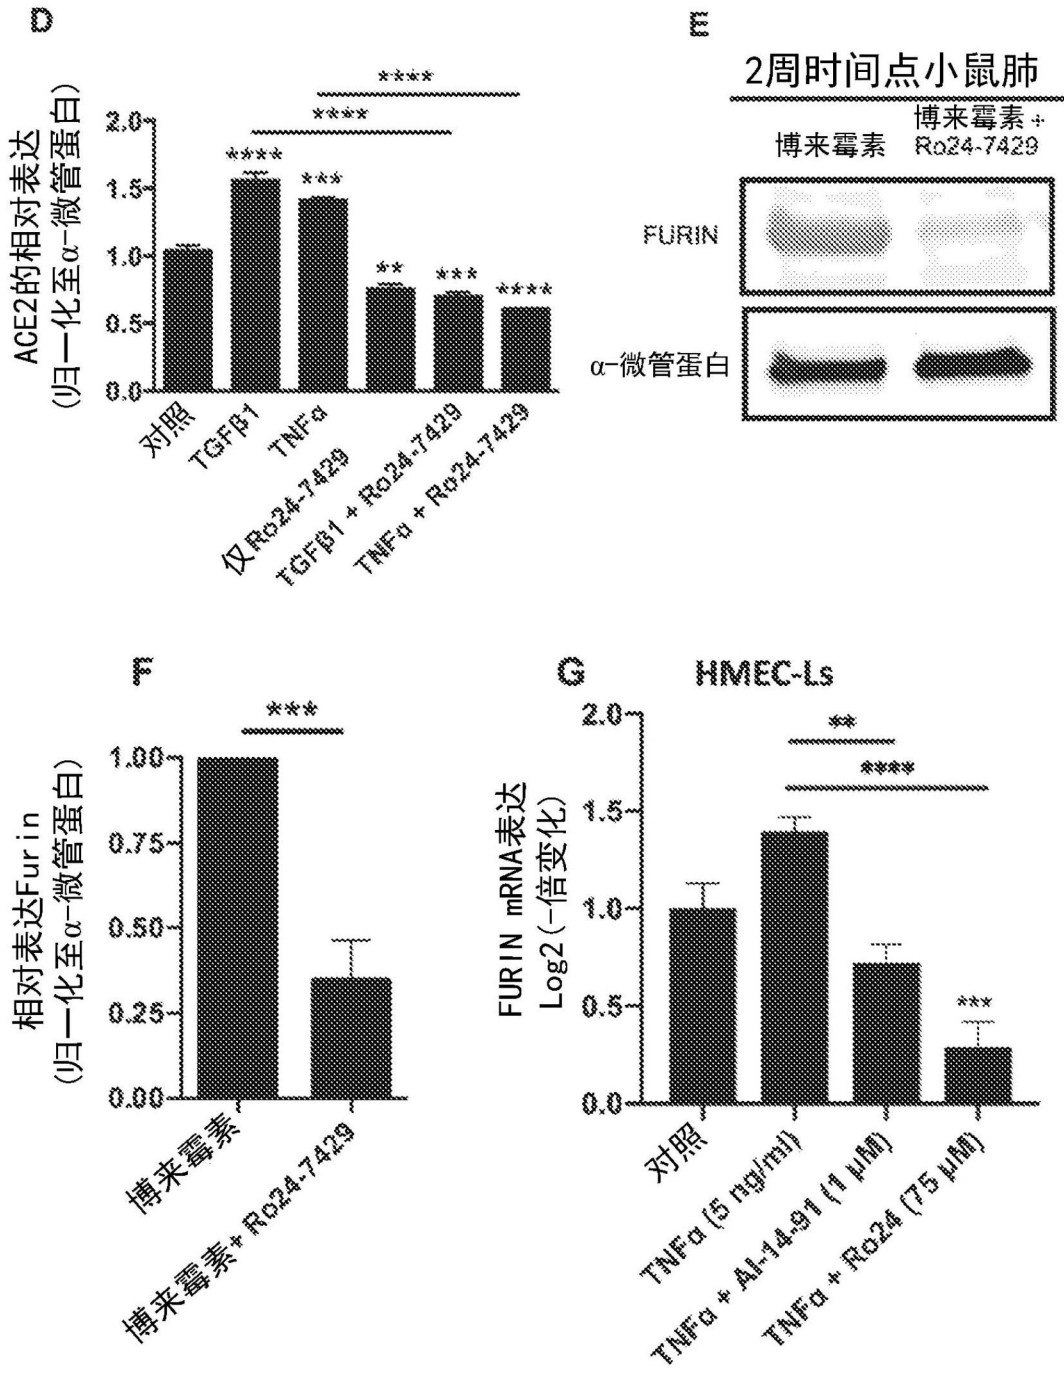 D
ACE2的相对表达
(归一化至α-微管蛋白)
2.0
1.5
1.0
0.5
0.0
****
****
****
***
**
***
****
对照
TGFβ1
TNFα
仅Ro24-7429
TGFβ1 + Ro24-7429
TNFα + Ro24-7429
E
2周时间点小鼠肺
博来霉素
博来霉素+
Ro24-7429
FURIN
α-微管蛋白
F
相对表达Furin
(归一化至α-微管蛋白)
1.00
0.75
0.50
0.25
0.00
***
博来霉素
博来霉素+ Ro24-7429
G
HMEC-Ls
FURIN mRNA表达
Log2(-倍变化)
2.0
1.5
1.0
0.5
0.0
**
****
***
对照
TNFα (5 ng/ml)
TNFα + AI-14-91 (1 μM)
TNFα + Ro24 (75 μM)